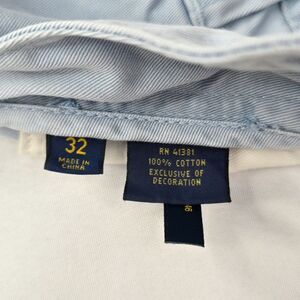 32
MADE IN
CHINA
RN 41381
100% COTTON
EXCLUSIVE OF
DECORATION